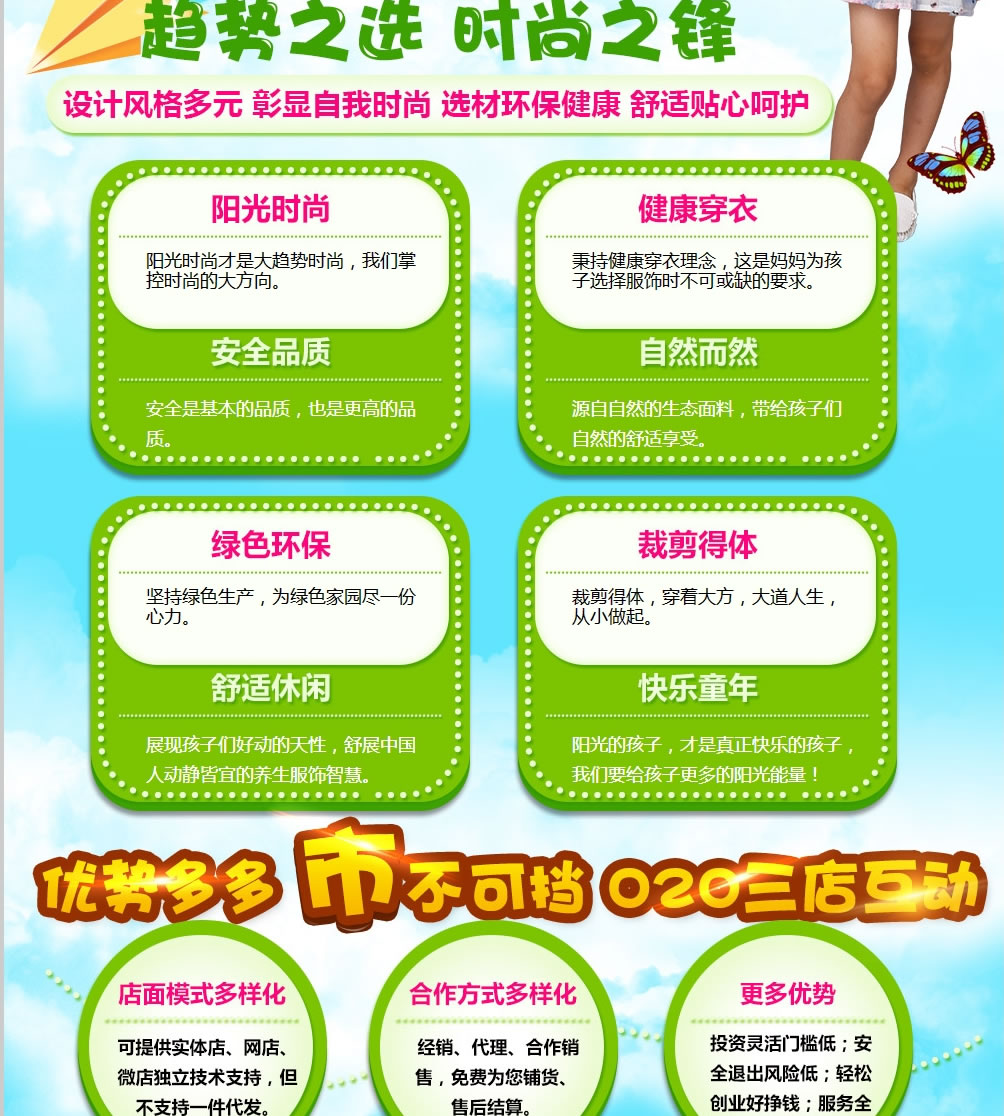 趋势之选 时尚之锋
设计风格多元 彰显自我时尚 选材环保健康 舒适贴心呵护
阳光时尚
阳光时尚才是大趋势时尚，我们掌
控时尚的大方向。
安全品质
安全是基本的品质，也是更高的品
质。
健康穿衣
秉持健康穿衣理念，这是妈妈为孩
子选择服饰时不可或缺的要求。
自然而然
源自自然的生态面料，带给孩子们
自然的舒适享受。
绿色环保
坚持绿色生产，为绿色家园尽一份
心力。
舒适休闲
展现孩子们好动的天性，舒展中国
人动静皆宜的养生服饰智慧。
裁剪得体
裁剪得体，穿着大方，大道人生，
从小做起。
快乐童年
阳光的孩子，才是真正快乐的孩子，
我们要给孩子更多的阳光能量！
优势多多 市不可挡 O2O三店互动
店面模式多样化
可提供实体店、网店、
微店独立技术支持，但
不支持一件代发。
合作方式多样化
经销、代理、合作销
售，免费为您铺货、
售后结算。
更多优势
投资灵活门槛低；安
全退出风险低；轻松
创业好挣钱；服务全